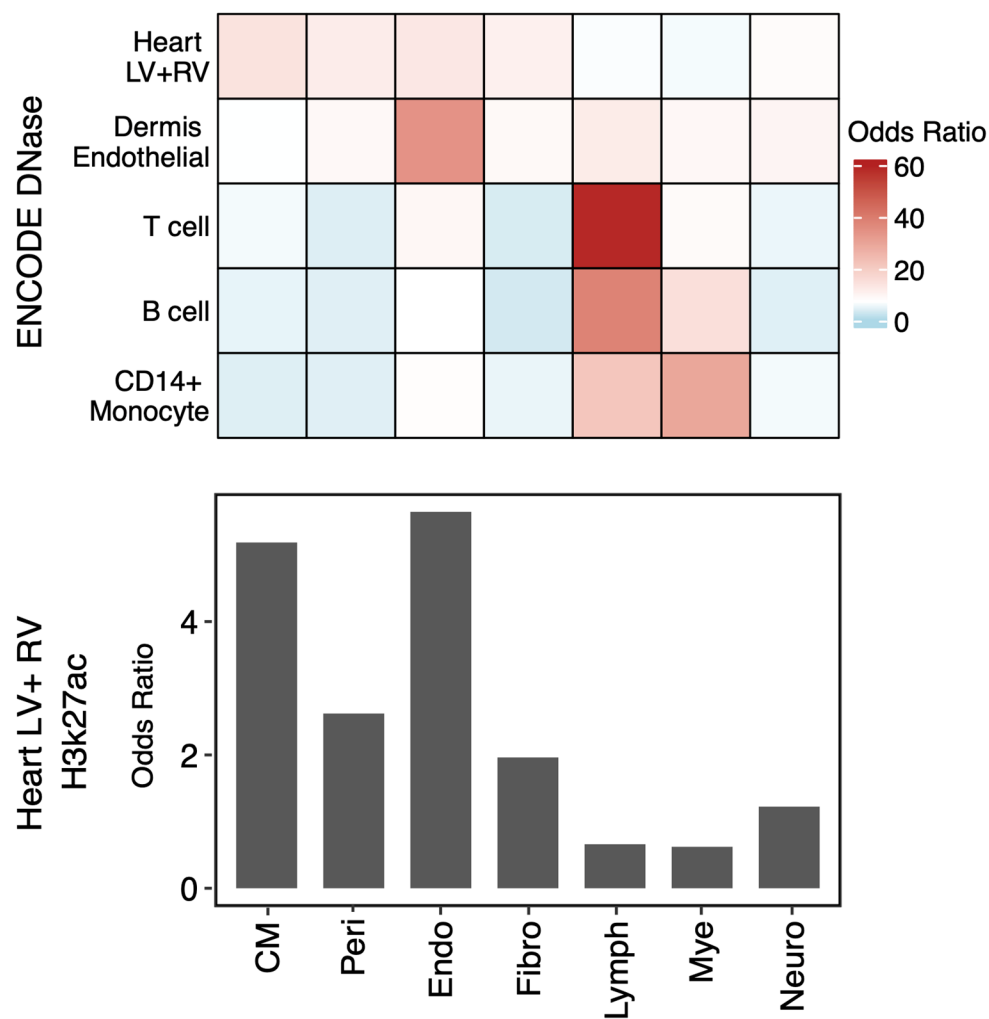 ENCODE DNase
Heart
LV+RV
Dermis
Endothelial
T cell
B cell
CD14+
Monocyte
Odds Ratio
60
40
20
0
Heart LV+ RV
H3k27ac
Odds Ratio
4
2
0
CM
Peri
Endo
Fibro
Lymph
Mye
Neuro